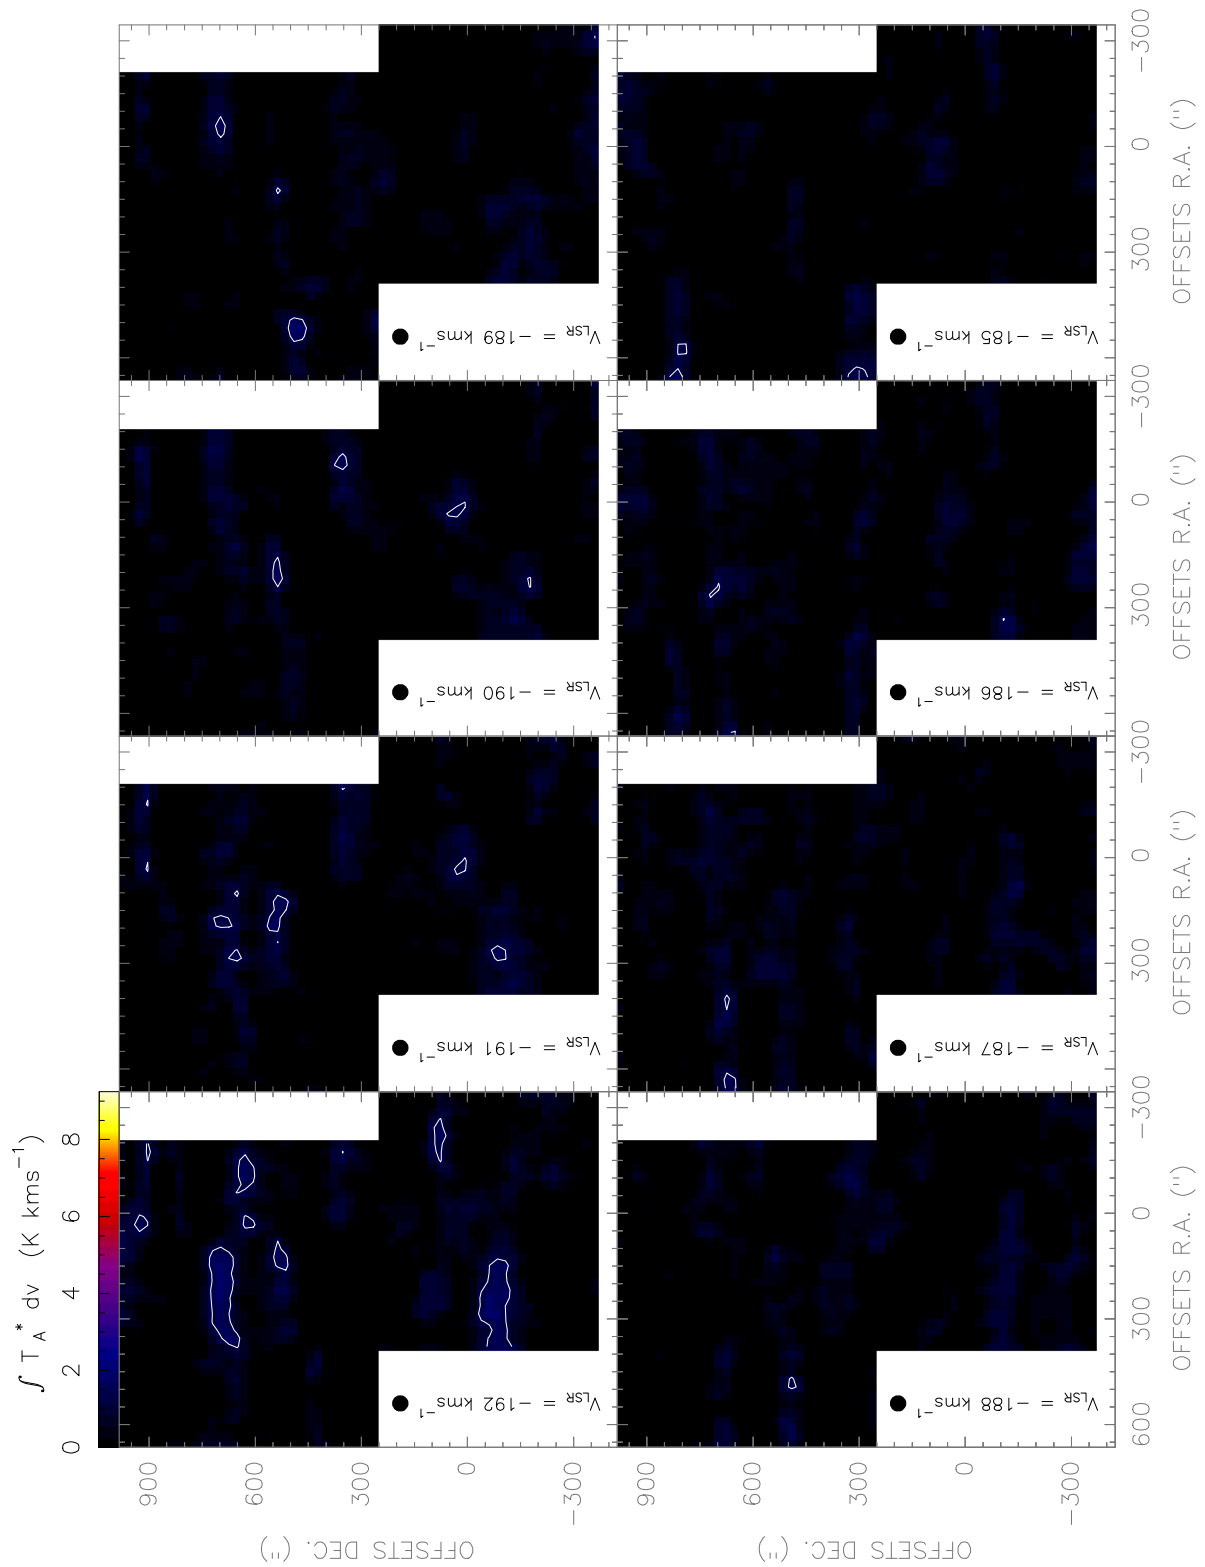 ∫ T_A^* dv (K kms^−1)
0 2 4 6 8
V_LSR = −192 kms^−1
V_LSR = −191 kms^−1
V_LSR = −190 kms^−1
V_LSR = −189 kms^−1
900
600
300
0
−300
OFFSETS DEC. (")
V_LSR = −188 kms^−1
V_LSR = −187 kms^−1
V_LSR = −186 kms^−1
V_LSR = −185 kms^−1
900
600
300
0
−300
OFFSETS DEC. (")
600 300 0 −300
300 0 −300
300 0 −300
300 0 −300
OFFSETS R.A. (")
OFFSETS R.A. (")
OFFSETS R.A. (")
OFFSETS R.A. (")